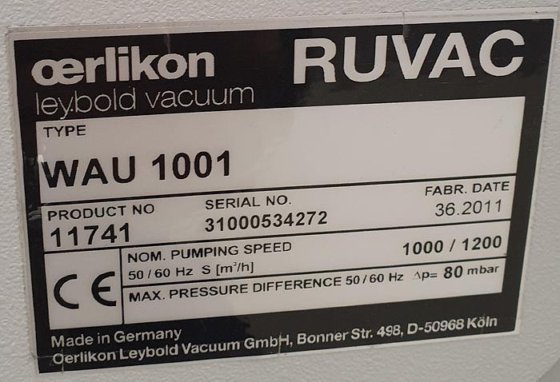 œrlikon RUVAC
leybold vacuum
TYPE
WAU 1001
PRODUCT NO SERIAL NO. FABR. DATE
11741 31000534272 36.2011
NOM. PUMPING SPEED
50 / 60 Hz S [m³/h] 1000 / 1200
CE
MAX. PRESSURE DIFFERENCE 50 / 60 Hz Δp= 80 mbar
Made in Germany
Oerlikon Leybold Vacuum GmbH, Bonner Str. 498, D-50968 Köln